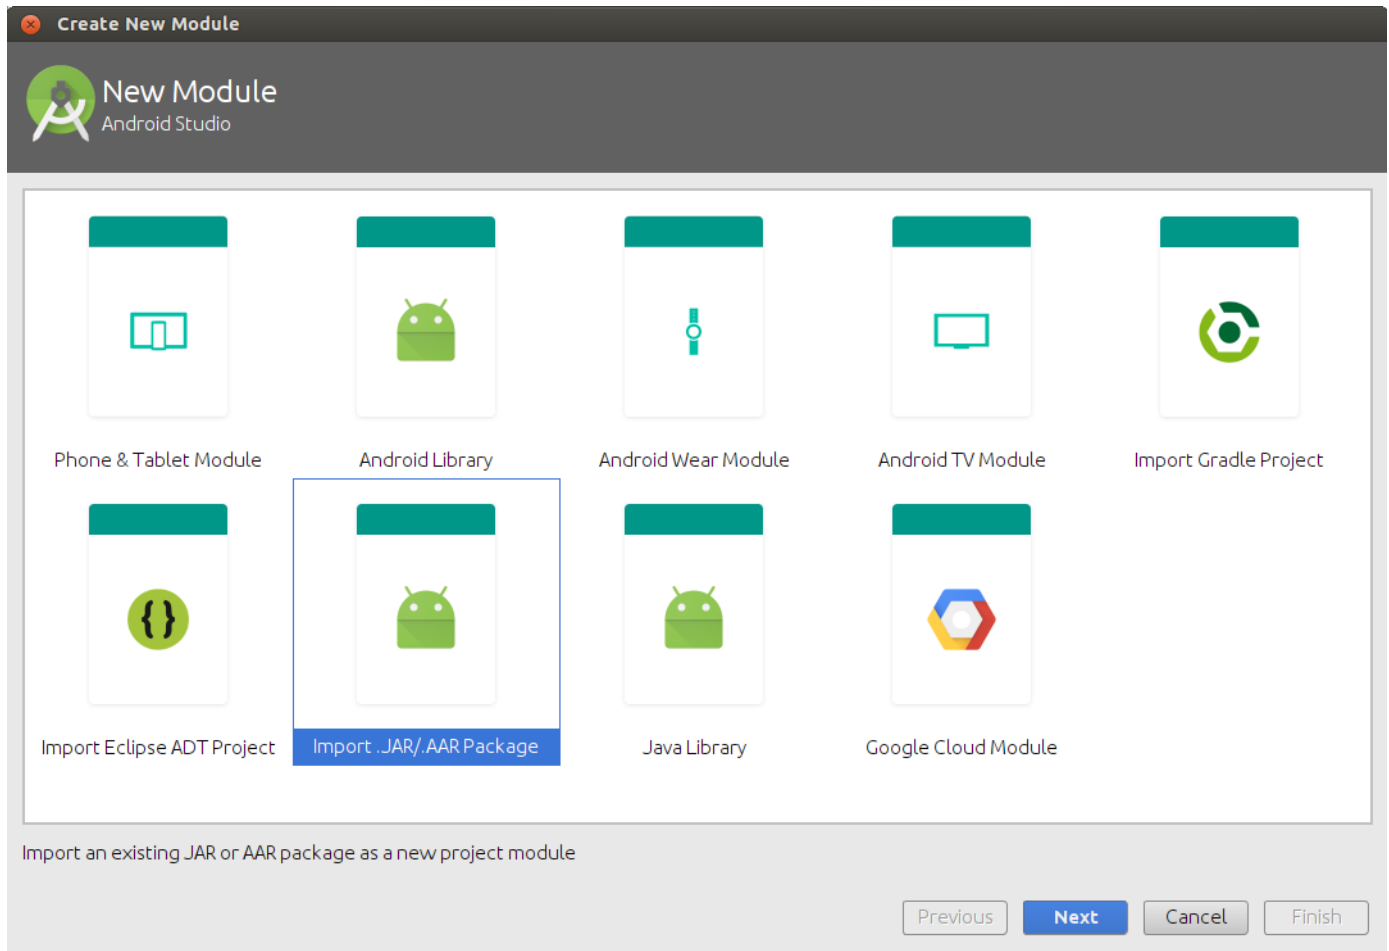 Create New Module
New Module
Android Studio
Phone & Tablet Module
Android Library
Android Wear Module
Android TV Module
Import Gradle Project
{}
Import Eclipse ADT Project
Import .JAR/.AAR Package
Java Library
Google Cloud Module
Import an existing JAR or AAR package as a new project module
Previous
Next
Cancel
Finish